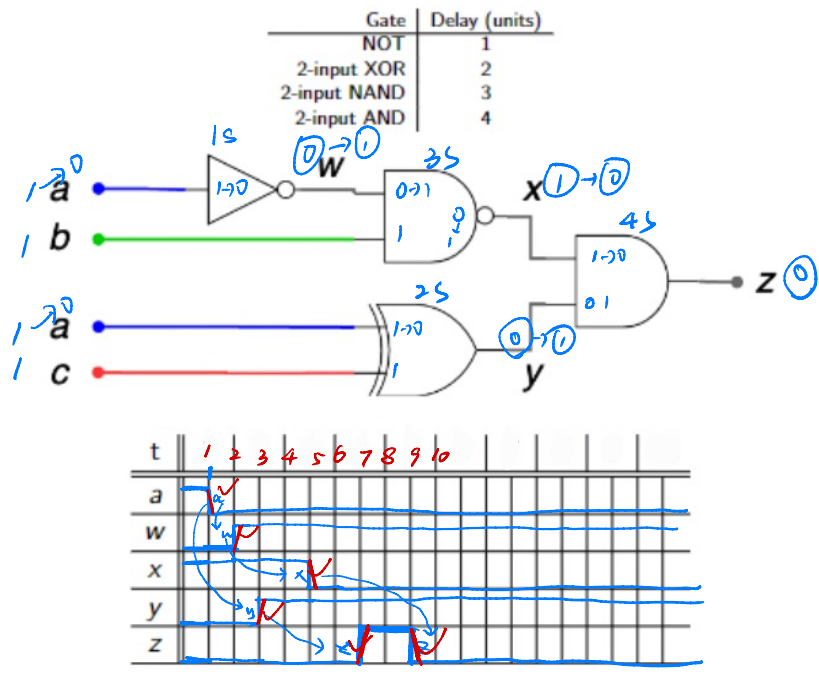 Gate Delay (units)
NOT 1
2-input XOR 2
2-input NAND 3
2-input AND 4
1S
0→1
w
3S
1→0
a
1→0
0→1
x 1→0
1 b
1
0
1
4S
1→0
z 0
2S
0 1
1→0
a
1→0
0→1
1 c
1
y
t 1 2 3 4 5 6 7 8 9 10
a
w
x x
y y
z